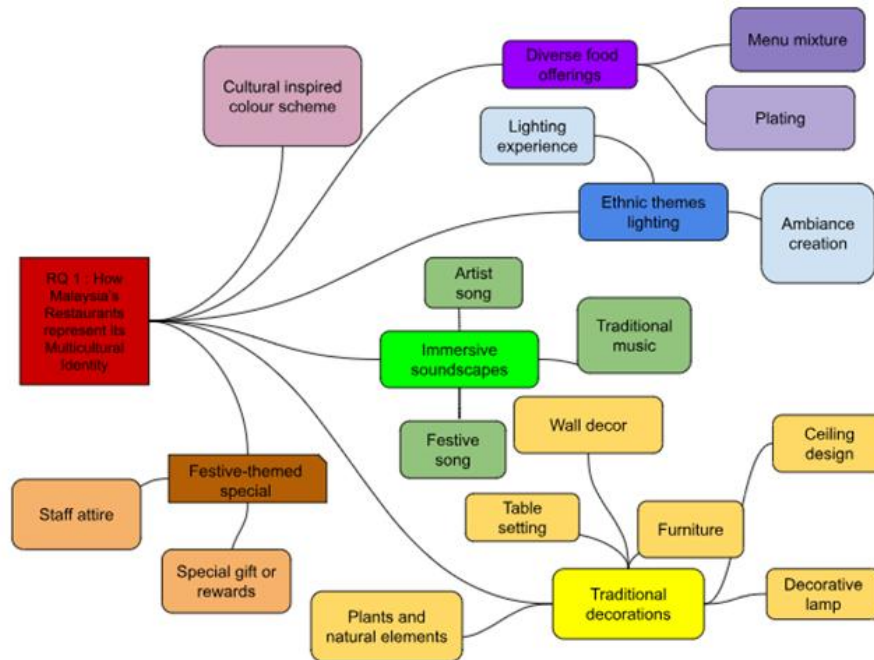 Cultural inspired
colour scheme
Diverse food
offerings
Menu mixture
Plating
Lighting
experience
Ethnic themes
lighting
Ambiance
creation
RQ 1 : How
Malaysia's
Restaurants
represent its
Multicultural
Identity
Artist
song
Immersive
soundscapes
Traditional
music
Festive
song
Wall decor
Ceiling
design
Table
setting
Furniture
Festive-themed
special
Staff attire
Special gift or
rewards
Plants and
natural elements
Traditional
decorations
Decorative
lamp